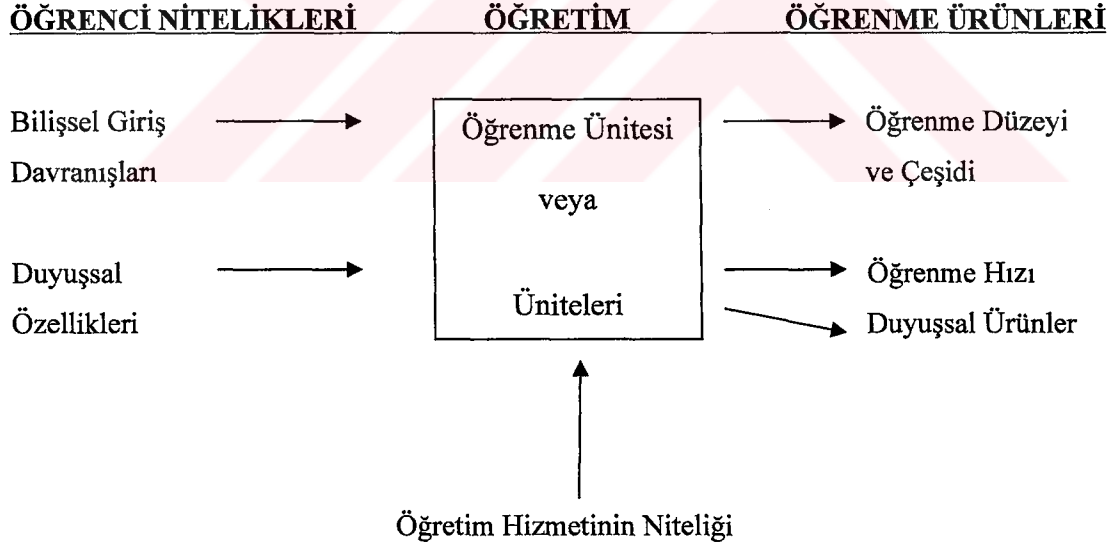 ÖĞRENCİ NİTELİKLERİ ÖĞRETİM ÖĞRENME ÜRÜNLERİ
Bilişsel Giriş Öğrenme Ünitesi Öğrenme Düzeyi
Davranışları ve Çeşidi
veya
Duyuşsal Öğrenme Hızı
Üniteleri
Özellikleri Duyuşsal Ürünler
Öğretim Hizmetinin Niteliği